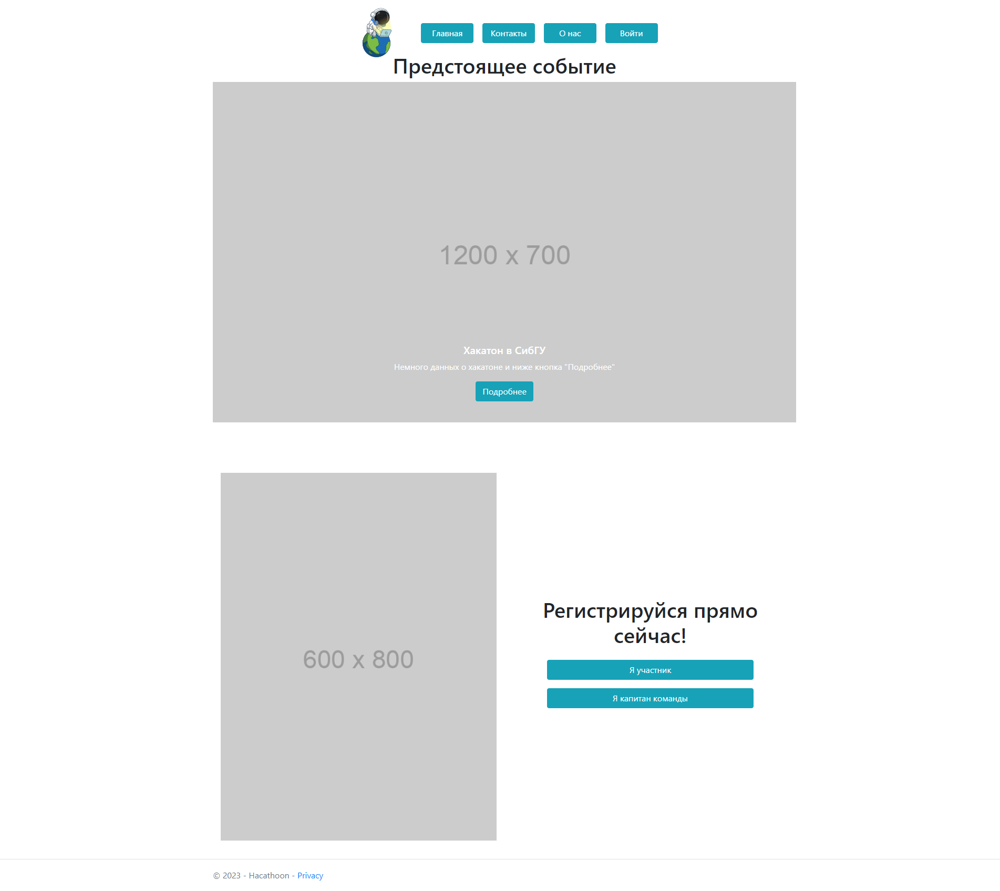 Главная Контакты О нас Войти
Предстоящее событие
1200 x 700
Хакатон в СибГУ
Немного данных о хакатоне и ниже кнопка "Подробнее"
Подробнее
600 x 800
Регистрируйся прямо
сейчас!
Я участник
Я капитан команды
© 2023 - Hacathoon - Privacy